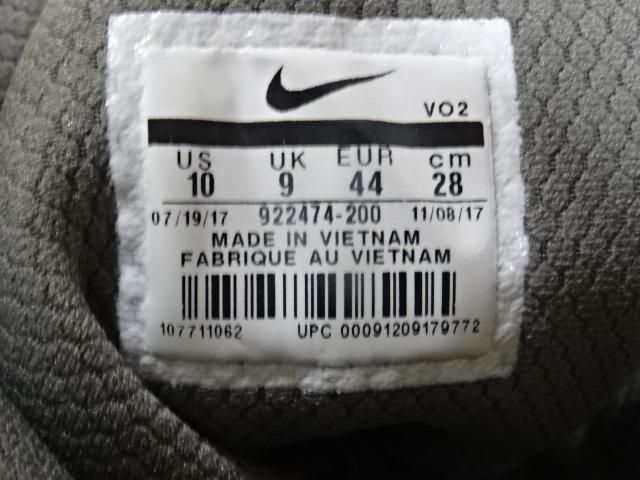 VO2
US UK EUR cm
10 9 44 28
07/19/17 922474-200 11/08/17
MADE IN VIETNAM
FABRIQUE AU VIETNAM
107711062 UPC 00091209179772